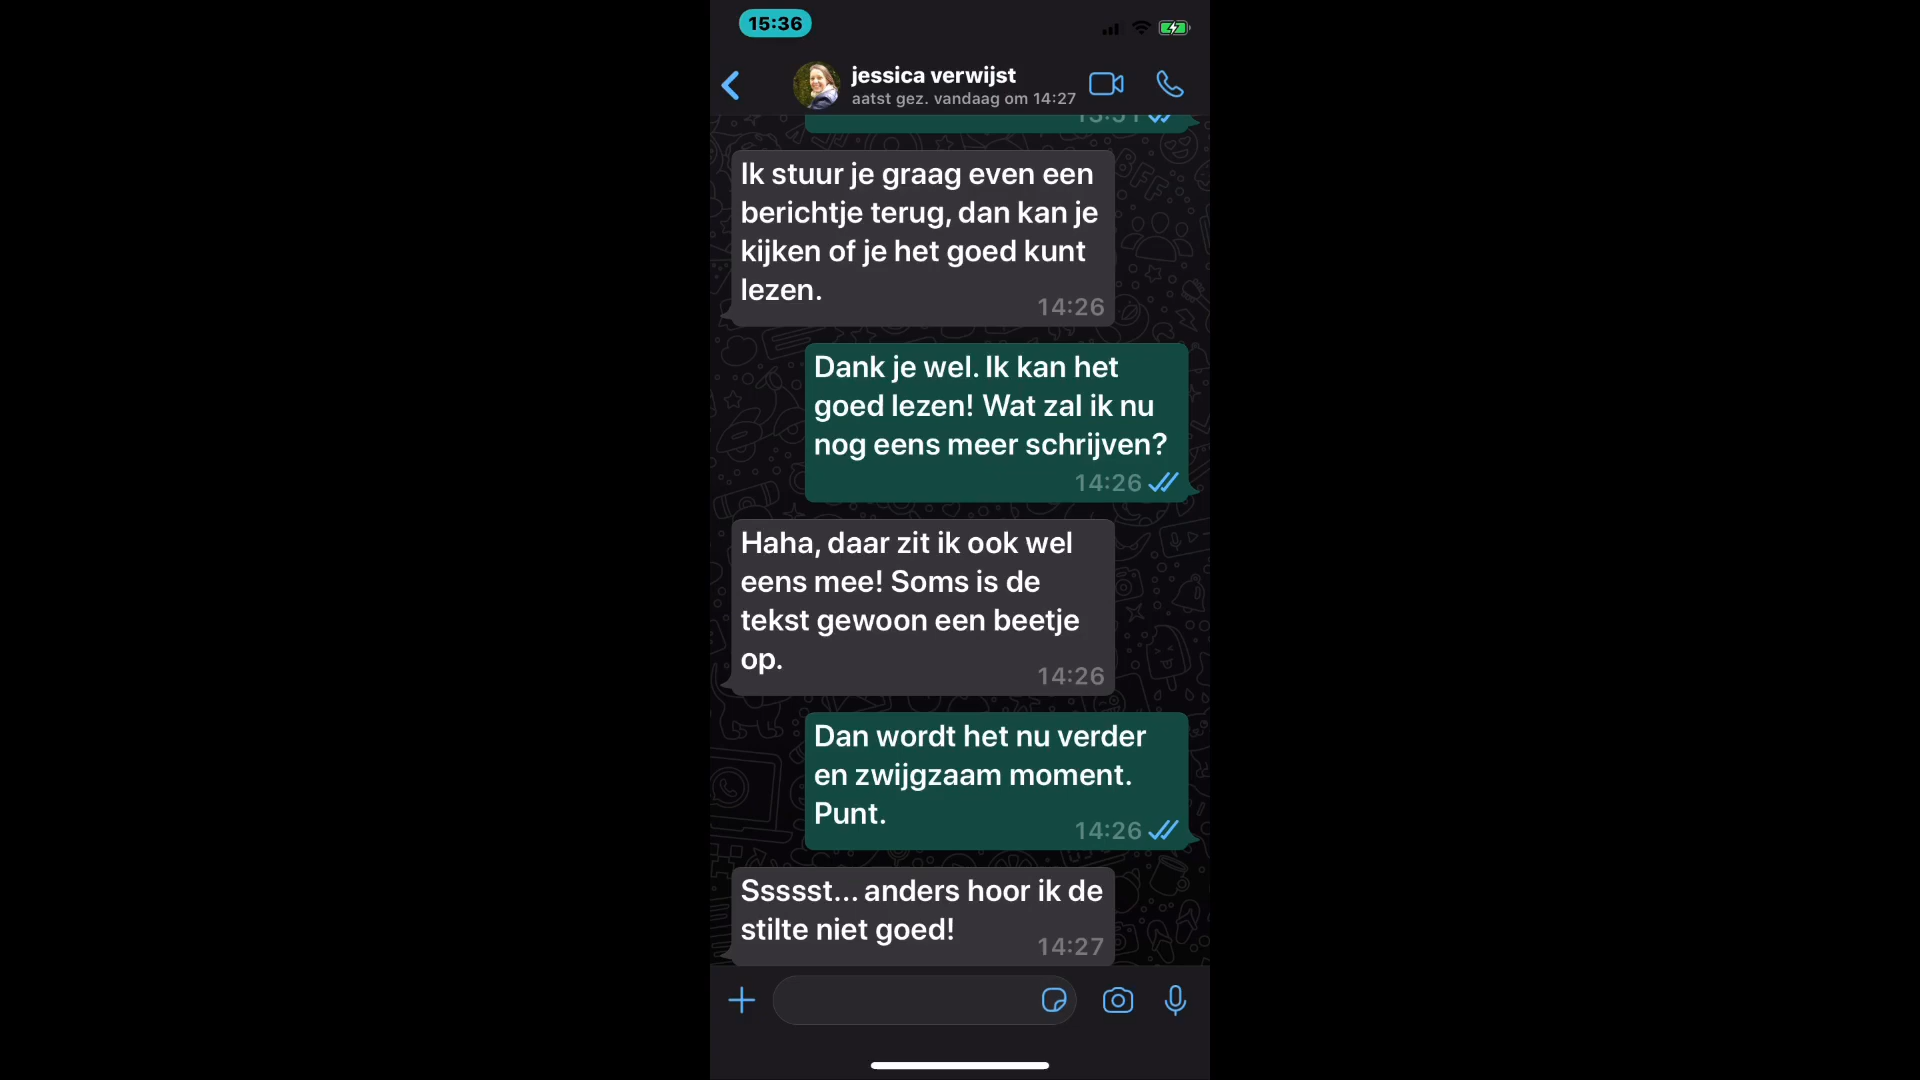 15:36
jessica verwijst
aatst gez. vandaag om 14:27
Ik stuur je graag even een
berichtje terug, dan kan je
kijken of je het goed kunt
lezen.
14:26
Dank je wel. Ik kan het
goed lezen! Wat zal ik nu
nog eens meer schrijven?
14:26
Haha, daar zit ik ook wel
eens mee! Soms is de
tekst gewoon een beetje
op.
14:26
Dan wordt het nu verder
en zwijgzaam moment.
Punt.
14:26
Ssssst... anders hoor ik de
stilte niet goed!
14:27